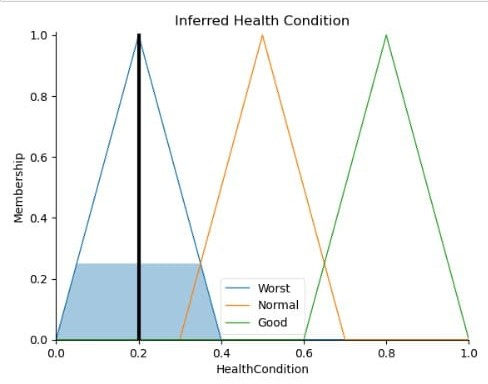 Inferred Health Condition
1.0
0.8
0.6
0.4
0.2
0.0
Membership
Worst
Normal
Good
0.0 0.2 0.4 0.6 0.8 1.0
HealthCondition